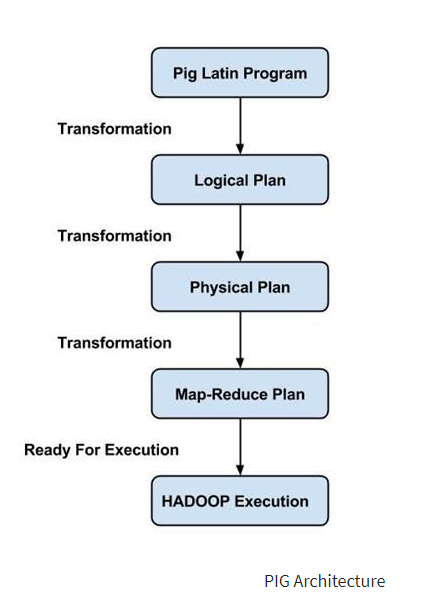 Pig Latin Program
Transformation
Logical Plan
Transformation
Physical Plan
Transformation
Map-Reduce Plan
Ready For Execution
HADOOP Execution
PIG Architecture